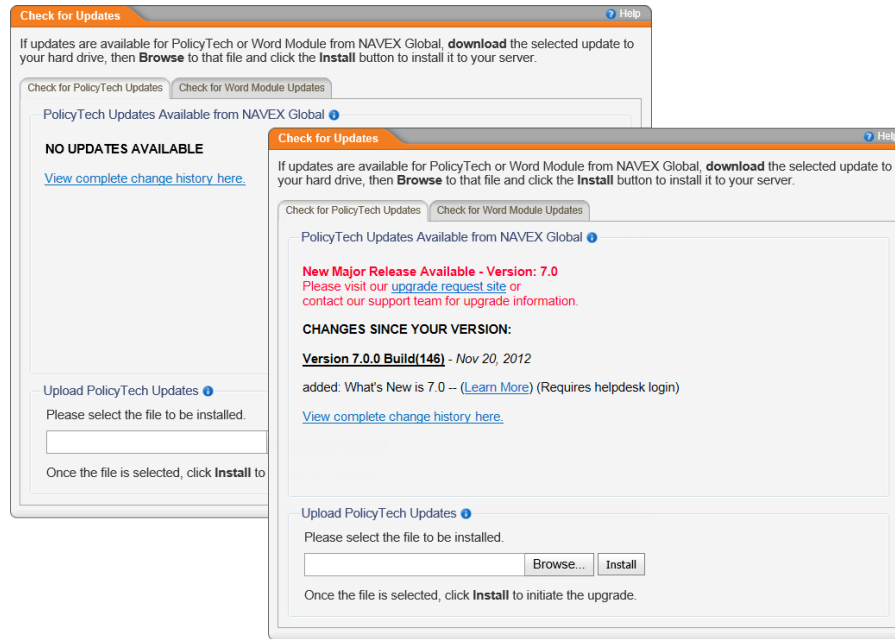 Check for Updates
Help
If updates are available for PolicyTech or Word Module from NAVEX Global, download the selected update to
your hard drive, then Browse to that file and click the Install button to install it to your server.
Check for PolicyTech Updates
Check for Word Module Updates
PolicyTech Updates Available from NAVEX Global
NO UPDATES AVAILABLE
View complete change history here.
Upload PolicyTech Updates
Please select the file to be installed.
Once the file is selected, click Install to
Check for Updates
Help
If updates are available for PolicyTech or Word Module from NAVEX Global, download the selected update to
your hard drive, then Browse to that file and click the Install button to install it to your server.
Check for PolicyTech Updates
Check for Word Module Updates
PolicyTech Updates Available from NAVEX Global
New Major Release Available - Version: 7.0
Please visit our upgrade request site or
contact our support team for upgrade information.
CHANGES SINCE YOUR VERSION:
Version 7.0.0 Build(146) - Nov 20, 2012
added: What's New is 7.0 -- (Learn More) (Requires helpdesk login)
View complete change history here.
Upload PolicyTech Updates
Please select the file to be installed.
Browse... Install
Once the file is selected, click Install to initiate the upgrade.